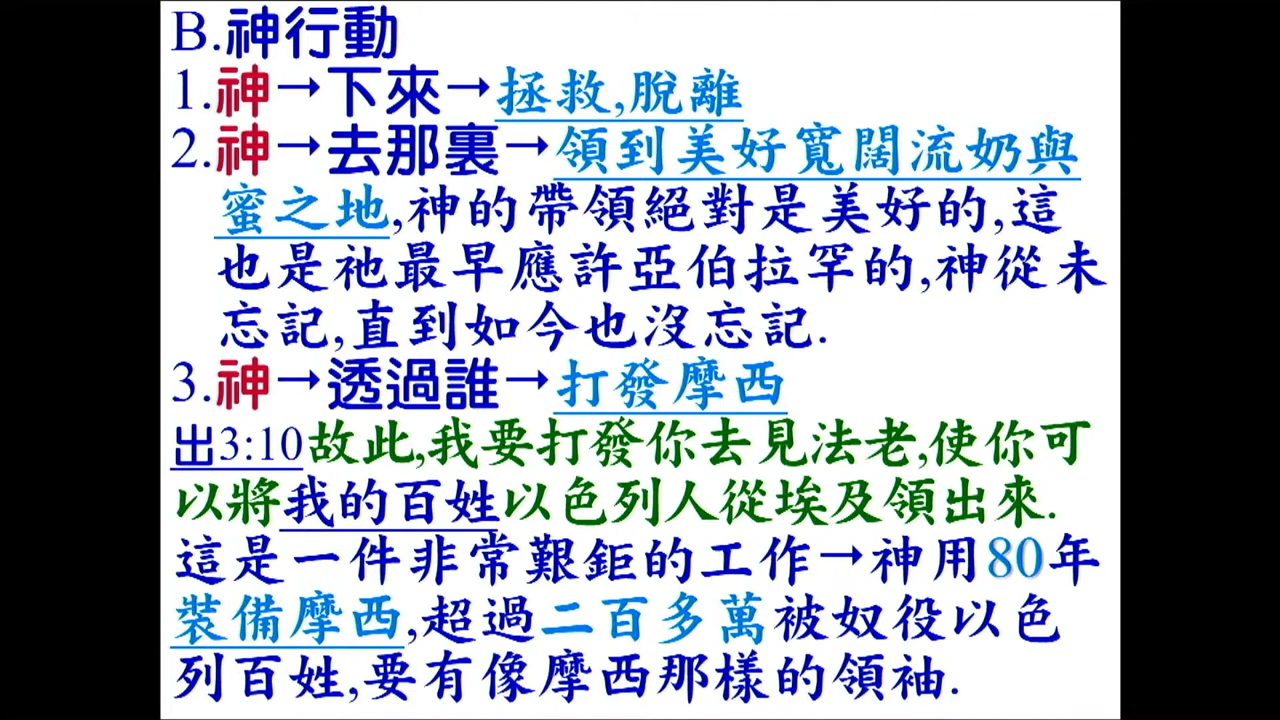 B.神行動
1.神→下來→拯救,脫離
2.神→去那裏→領到美好寬闊流奶與
蜜之地,神的帶領絕對是美好的,這
也是祂最早應許亞伯拉罕的,神從未
忘記,直到如今也沒忘記.
3.神→透過誰→打發摩西
出3:10故此,我要打發你去見法老,使你可
以將我的百姓以色列人從埃及領出來.
這是一件非常艱鉅的工作→神用80年
裝備摩西,超過二百多萬被奴役以色
列百姓,要有像摩西那樣的領袖.